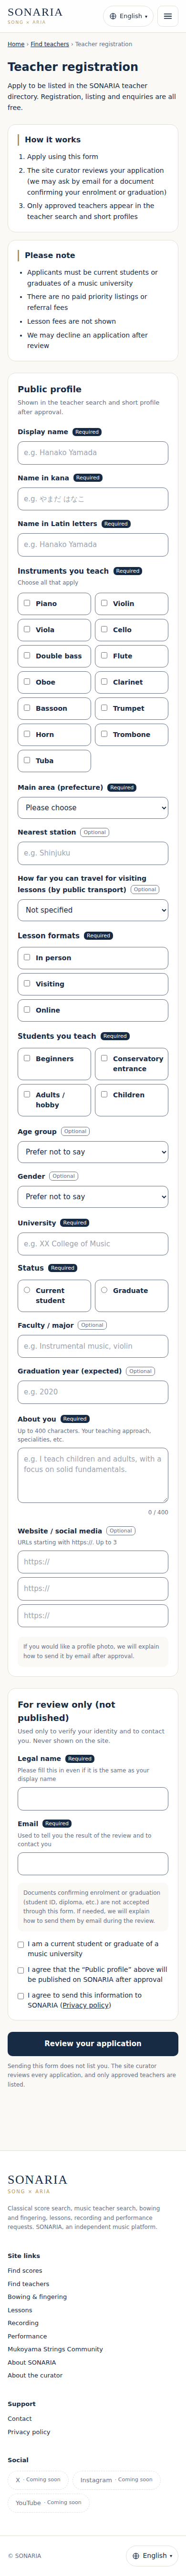 SONARIA
SONG × ARIA
English
Home › Find teachers › Teacher registration
Teacher registration
Apply to be listed in the SONARIA teacher
directory. Registration, listing and enquiries are all
free.
How it works
1. Apply using this form
2. The site curator reviews your application
(we may ask by email for a document
confirming your enrolment or graduation)
3. Only approved teachers appear in the
teacher search and short profiles
Please note
• Applicants must be current students or
graduates of a music university
• There are no paid priority listings or
referral fees
• Lesson fees are not shown
• We may decline an application after
review
Public profile
Shown in the teacher search and short profile
after approval.
Display name Required
e.g. Hanako Yamada
Name in kana Required
e.g. やまだ はなこ
Name in Latin letters Required
e.g. Hanako Yamada
Instruments you teach Required
Choose all that apply
Piano
Violin
Viola
Cello
Double bass
Flute
Oboe
Clarinet
Bassoon
Trumpet
Horn
Trombone
Tuba
Main area (prefecture) Required
Please choose
Nearest station Optional
e.g. Shinjuku
How far you can travel for visiting
lessons (by public transport) Optional
Not specified
Lesson formats Required
In person
Visiting
Online
Students you teach Required
Beginners
Conservatory
entrance
Adults /
hobby
Children
Age group Optional
Prefer not to say
Gender Optional
Prefer not to say
University Required
e.g. XX College of Music
Status Required
Current
student
Graduate
Faculty / major Optional
e.g. Instrumental music, violin
Graduation year (expected) Optional
e.g. 2020
About you Required
Up to 400 characters. Your teaching approach,
specialities, etc.
e.g. I teach children and adults, with a
focus on solid fundamentals.
0 / 400
Website / social media Optional
URLs starting with https://. Up to 3
https://
https://
https://
If you would like a profile photo, we will explain
how to send it by email after approval.
For review only (not
published)
Used only to verify your identity and to contact
you. Never shown on the site.
Legal name Required
Please fill this in even if it is the same as your
display name
Email Required
Used to tell you the result of the review and to
contact you
Documents confirming enrolment or graduation
(student ID, diploma, etc.) are not accepted
through this form. If needed, we will explain
how to send them by email during the review.
I am a current student or graduate of a
music university
I agree that the “Public profile” above will
be published on SONARIA after approval
I agree to send this information to
SONARIA (Privacy policy)
Review your application
Sending this form does not list you. The site curator
reviews every application, and only approved teachers are
listed.
SONARIA
SONG × ARIA
Classical score search, music teacher search, bowing
and fingering, lessons, recording and performance
requests. SONARIA, an independent music platform.
Site links
Find scores
Find teachers
Bowing & fingering
Lessons
Recording
Performance
Mukoyama Strings Community
About SONARIA
About the curator
Support
Contact
Privacy policy
Social
X · Coming soon
Instagram · Coming soon
YouTube · Coming soon
© SONARIA
English